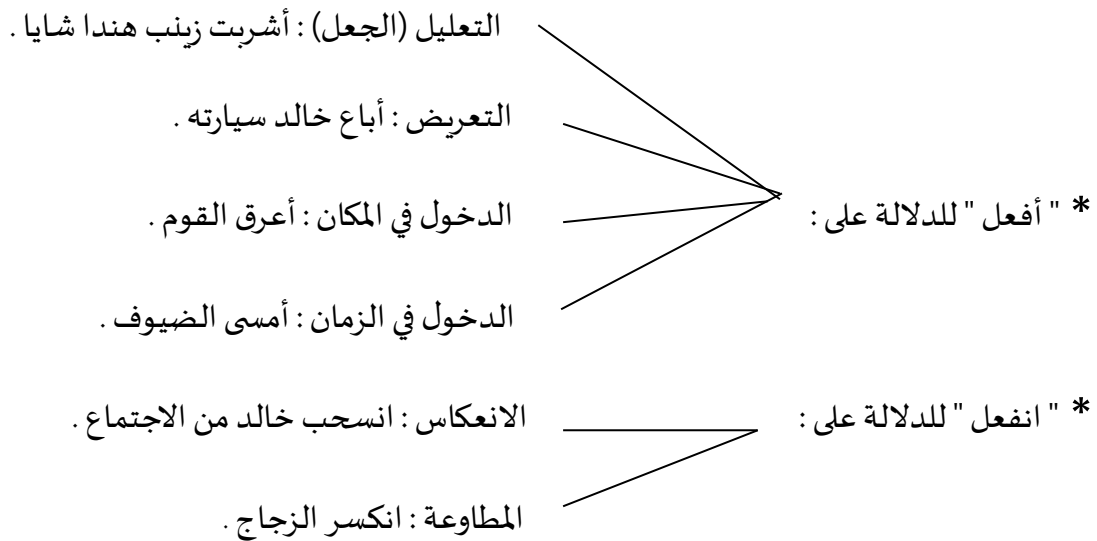 التعليل (الجعل) : أشربت زينب هندا شايا .
التعريض : أباع خالد سيارته .
* " أفعل " للدلالة على : الدخول في المكان : أعرق القوم .
الدخول في الزمان : أمسى الضيوف .
* " انفعل " للدلالة على : الانعكاس : انسحب خالد من الاجتماع .
المطاوعة : انكسر الزجاج .